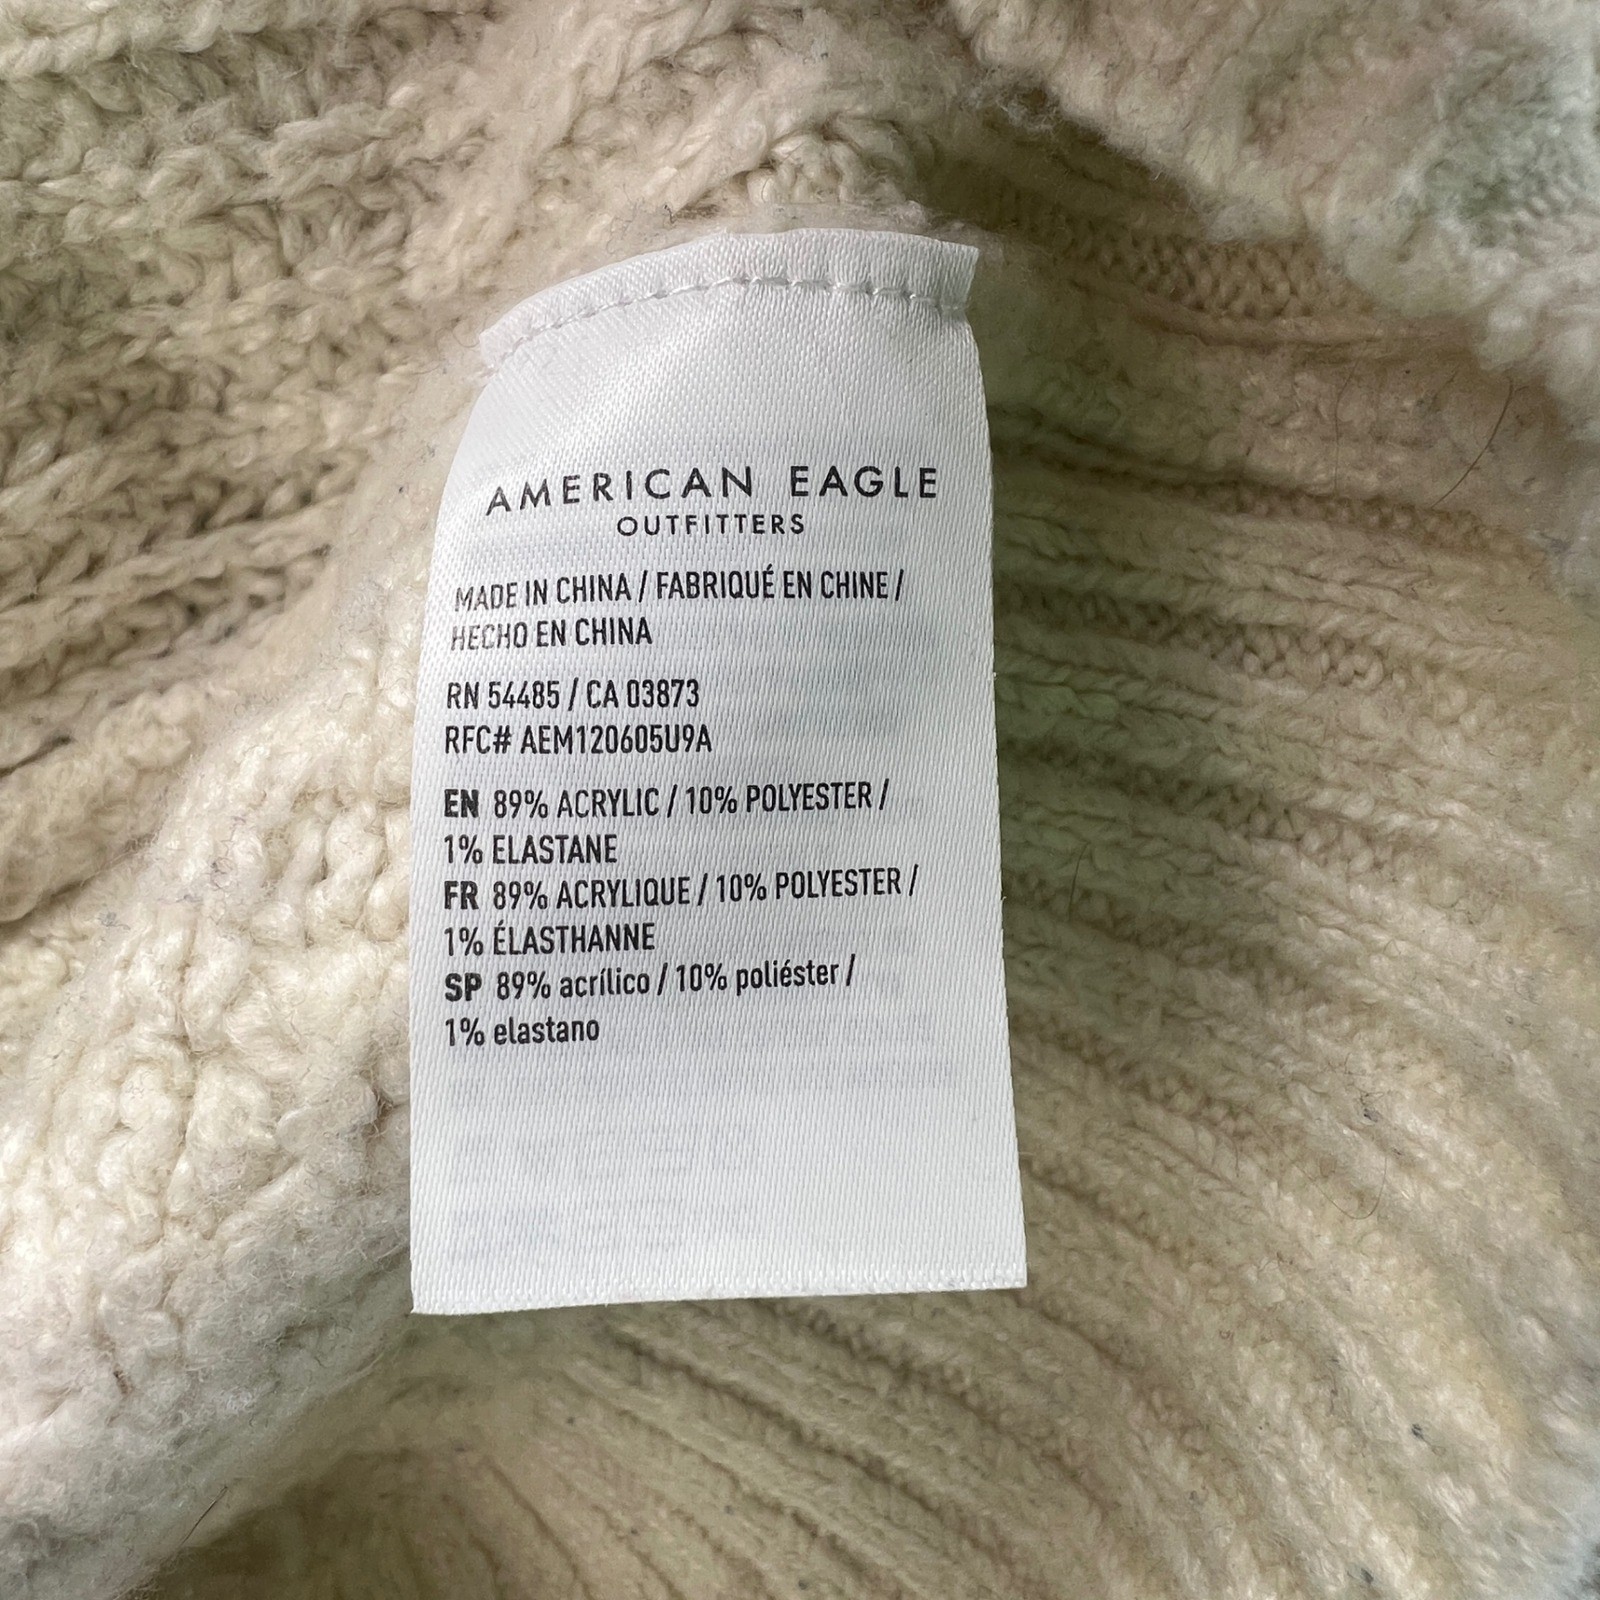 AMERICAN EAGLE
OUTFITTERS
MADE IN CHINA / FABRIQUÉ EN CHINE /
HECHO EN CHINA
RN 54485 / CA 03873
RFC# AEM120605U9A
EN 89% ACRYLIC / 10% POLYESTER /
1% ELASTANE
FR 89% ACRYLIQUE / 10% POLYESTER /
1% ÉLASTHANNE
SP 89% acrílico / 10% poliéster /
1% elastano